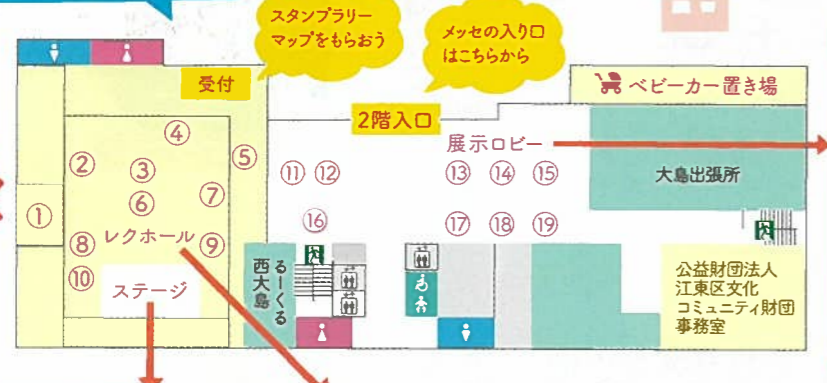 スタンプラリー
マップをもらおう
メッセの入り口
はこちらから
受付
2階入口
ベビーカー置き場
展示ロビー
大島出張所
①
②
③
④
⑤
⑥
⑦
⑧
⑨
⑩
レクホール
ステージ
⑪
⑫
⑬
⑭
⑮
⑯
⑰
⑱
⑲
るーくる
西大島
公益財団法人
江東区文化
コミュニティ財団
事務室